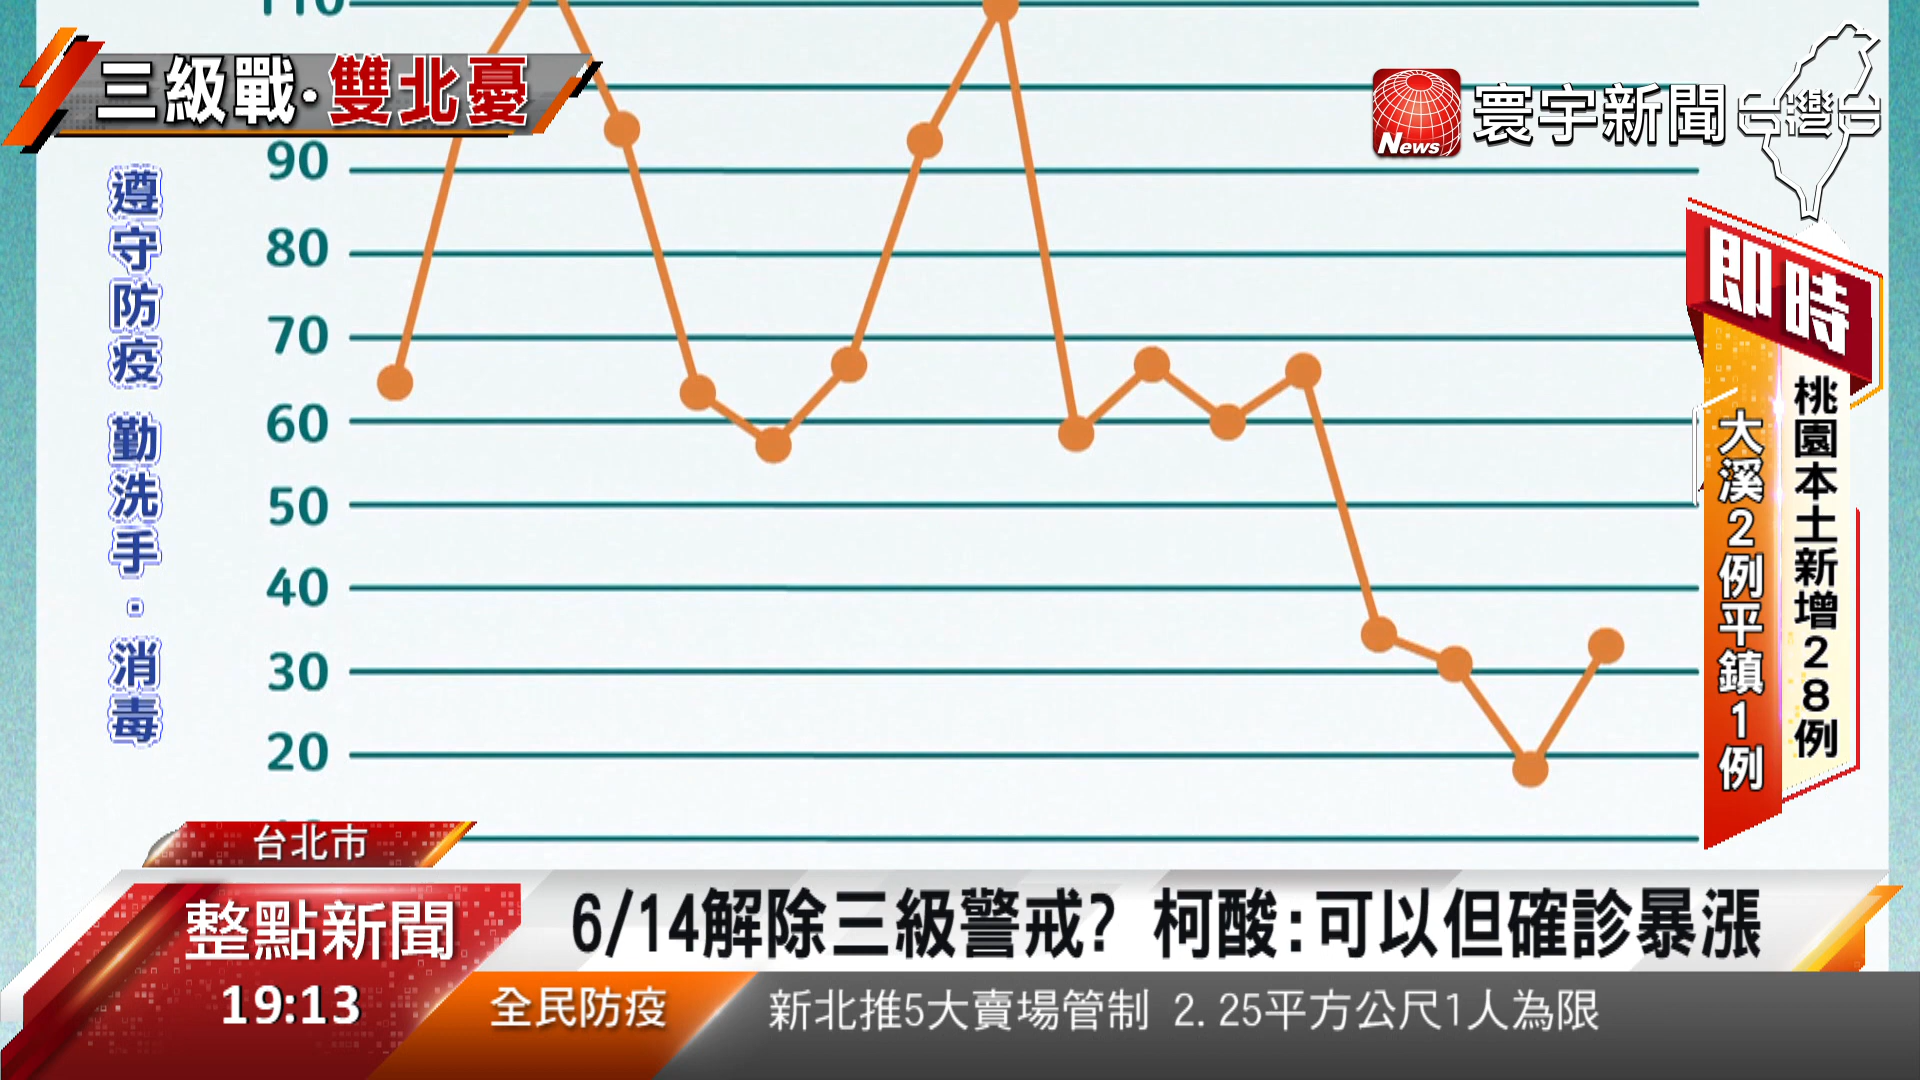 110
三級戰·雙北憂
News 寰宇新聞 台灣台
90
80
70
60
50
40
30
20
遵守防疫 勤洗手。消毒
即時
桃園本土新增28例
大溪2例平鎮1例
台北市
整點新聞
6/14解除三級警戒? 柯酸:可以但確診暴漲
19:13
全民防疫
新北推5大賣場管制 2.25平方公尺1人為限